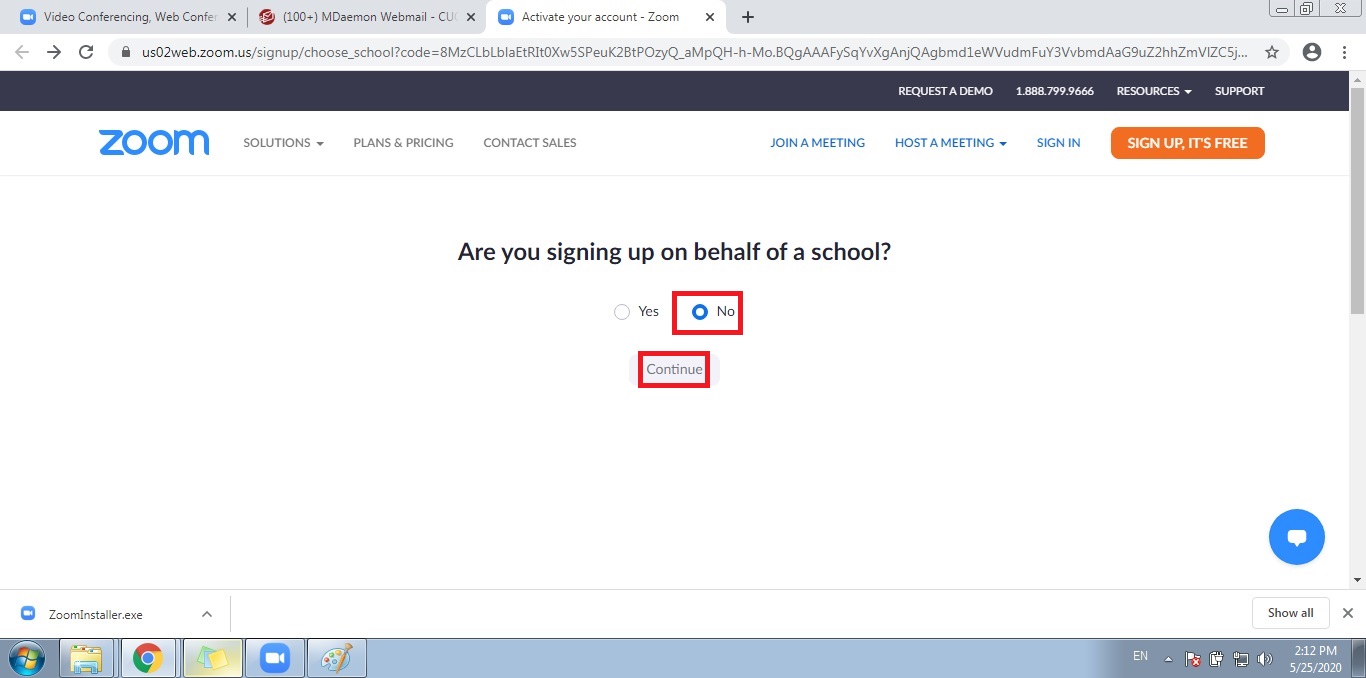 Video Conferencing, Web Confer
(100+) MDaemon Webmail - CUC
Activate your account - Zoom
us02web.zoom.us/signup/choose_school?code=8MzCLbLblaEtRIt0Xw5SPeuK2BtPOzyQ_aMpQH-h-Mo.BQgAAAFySqYvXgAnjQAgbmd1eWVudmFuY3VvbmdAaG9uZ2hhZmVlZC5j...
REQUEST A DEMO 1.888.799.9666 RESOURCES SUPPORT
zoom SOLUTIONS PLANS & PRICING CONTACT SALES JOIN A MEETING HOST A MEETING SIGN IN SIGN UP, IT'S FREE
Are you signing up on behalf of a school?
Yes No
Continue
ZoomInstaller.exe
Show all
EN
2:12 PM
5/25/2020